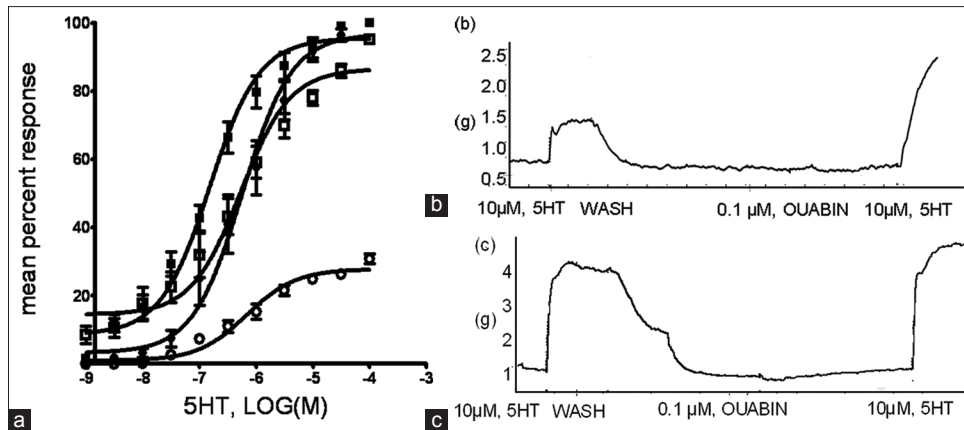 100
80
60
40
20
-9 -8 -7 -6 -5 -4 -3
mean percent response
5HT, LOG(M)
a
(b)
2.5
2.0
1.5
(g)
1.0
0.5
b
10µM, 5HT WASH 0.1 µM, OUABIN 10µM, 5HT
(c)
4
3
(g)
2
1
c
10µM, 5HT WASH 0.1 µM, OUABIN 10µM, 5HT